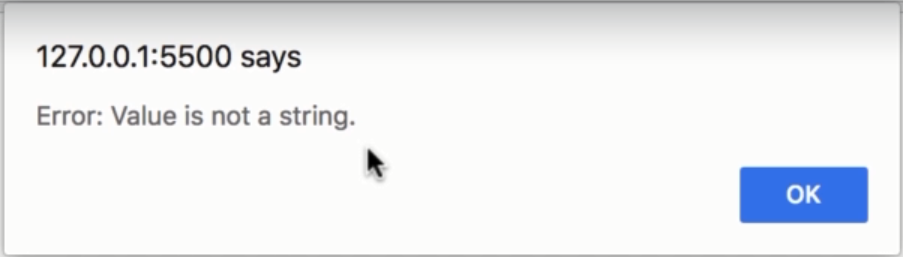 127.0.0.1:5500 says
Error: Value is not a string.
OK